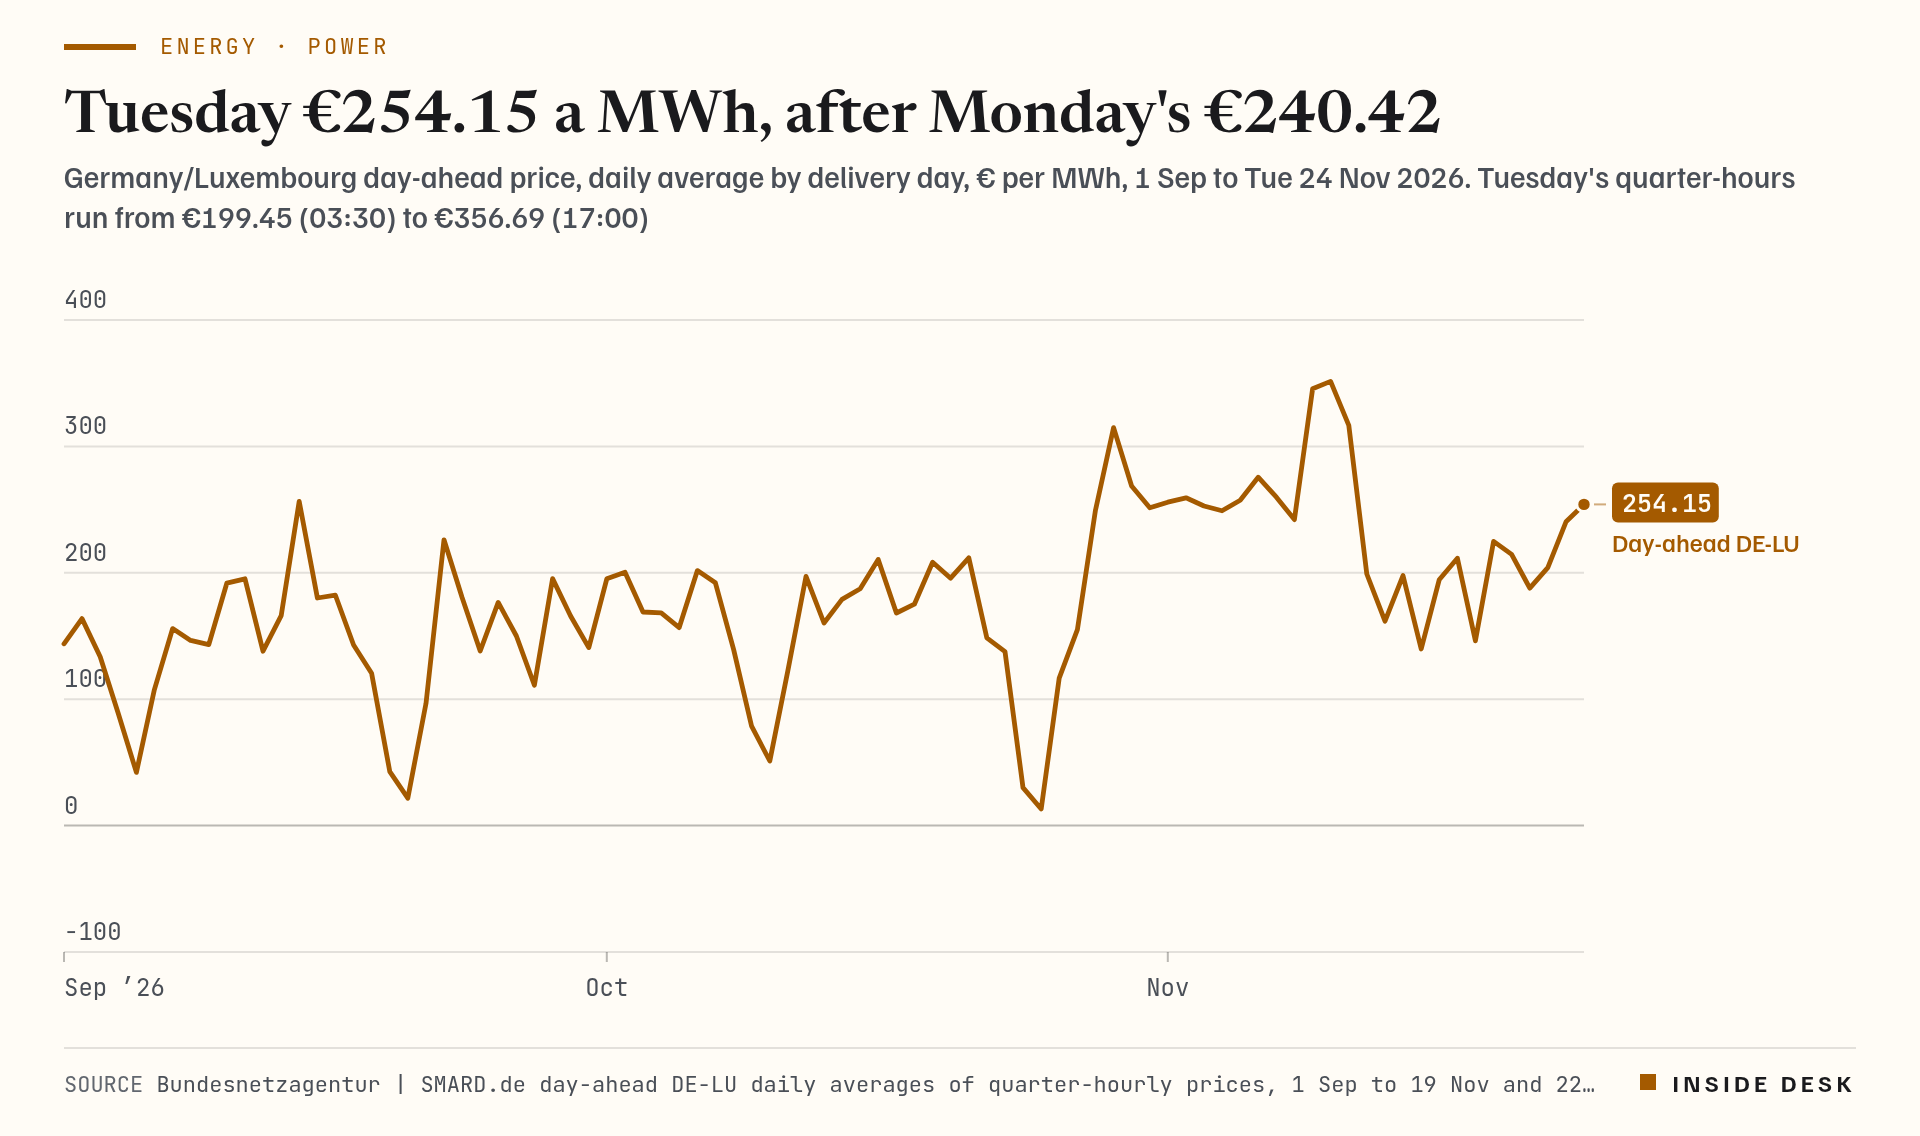 ENERGY · POWER
Tuesday €254.15 a MWh, after Monday's €240.42
Germany/Luxembourg day-ahead price, daily average by delivery day, € per MWh, 1 Sep to Tue 24 Nov 2026. Tuesday's quarter-hours
run from €199.45 (03:30) to €356.69 (17:00)
400
300
254.15
Day-ahead DE-LU
200
100
0
-100
Sep ’26
Oct
Nov
SOURCE Bundesnetzagentur | SMARD.de day-ahead DE-LU daily averages of quarter-hourly prices, 1 Sep to 19 Nov and 22…
INSIDE DESK